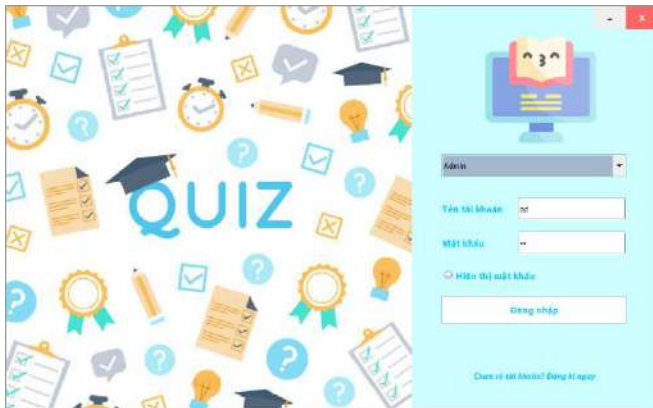 - x
QUIZ
Admin
Tên tài khoản ad
Mật khẩu **
Hiển thị mật khẩu
Đăng nhập
Chưa có tài khoản? Đăng kí ngay